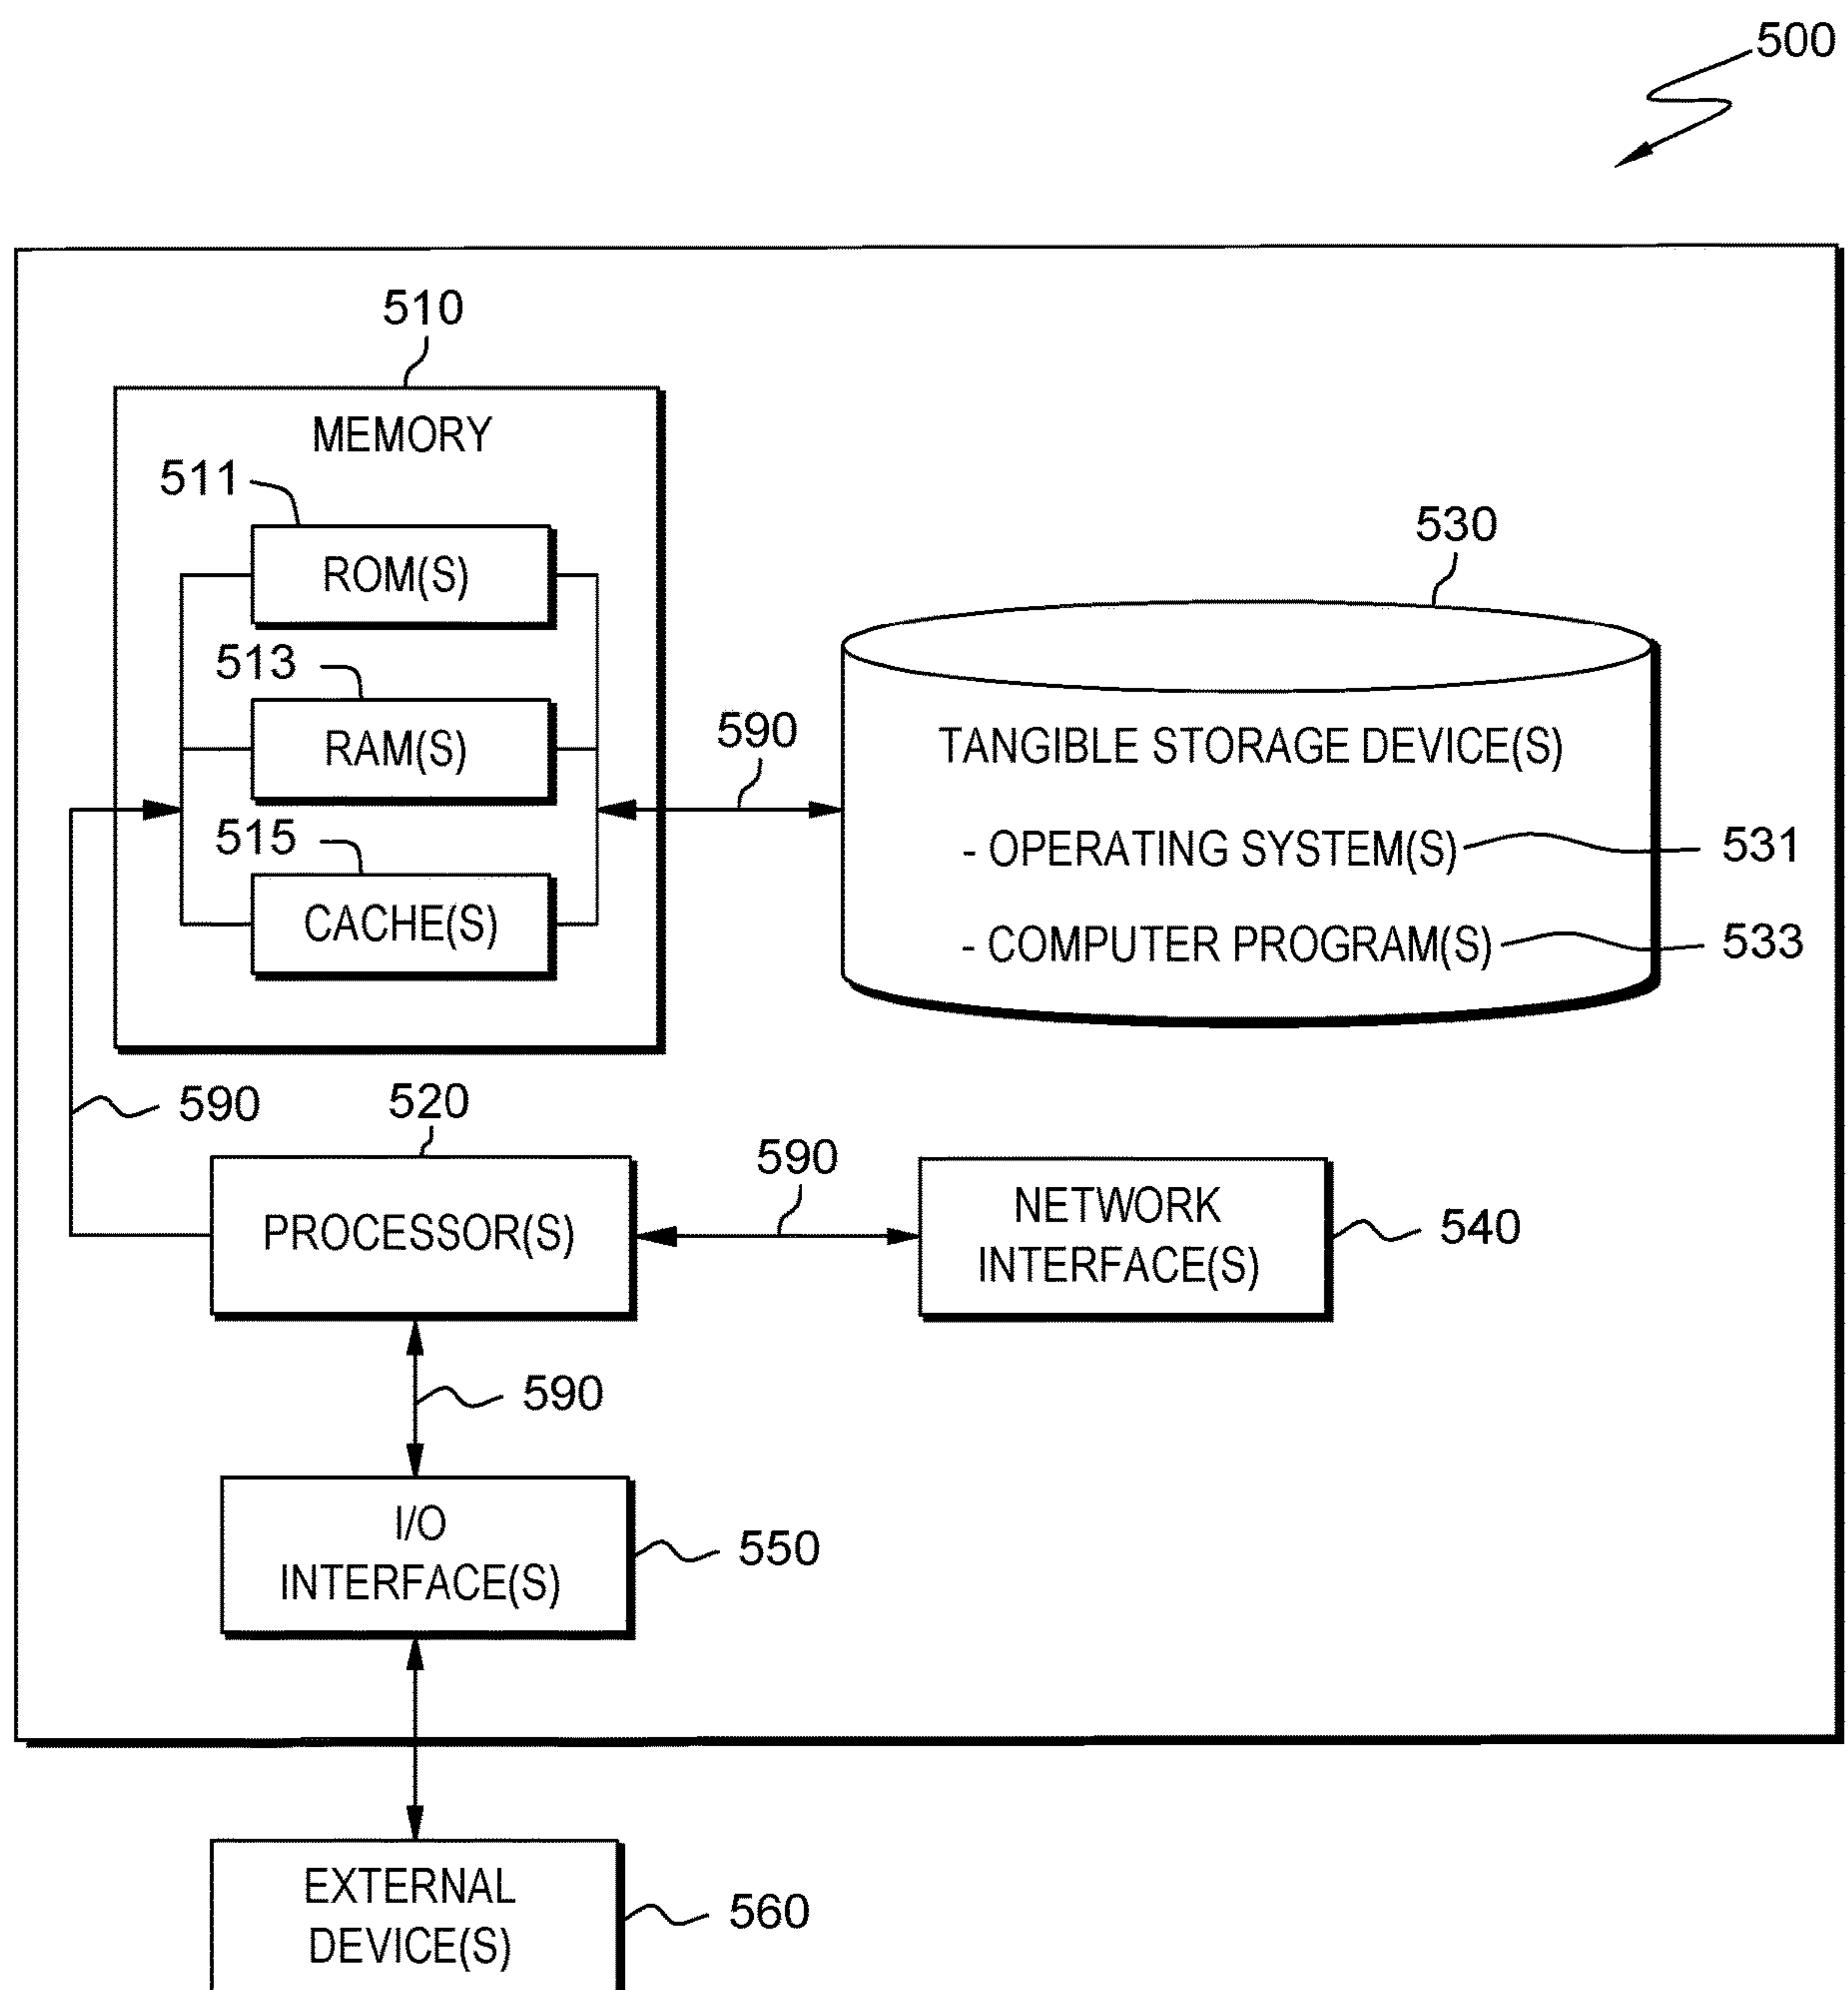 500
510
MEMORY
511
ROM(S)
530
513
RAM(S)
590
TANGIBLE STORAGE DEVICE(S)
515
- OPERATING SYSTEM(S)
531
CACHE(S)
- COMPUTER PROGRAM(S)
533
590
520
590
PROCESSOR(S)
NETWORK
INTERFACE(S)
540
590
I/O
INTERFACE(S)
550
EXTERNAL
DEVICE(S)
560